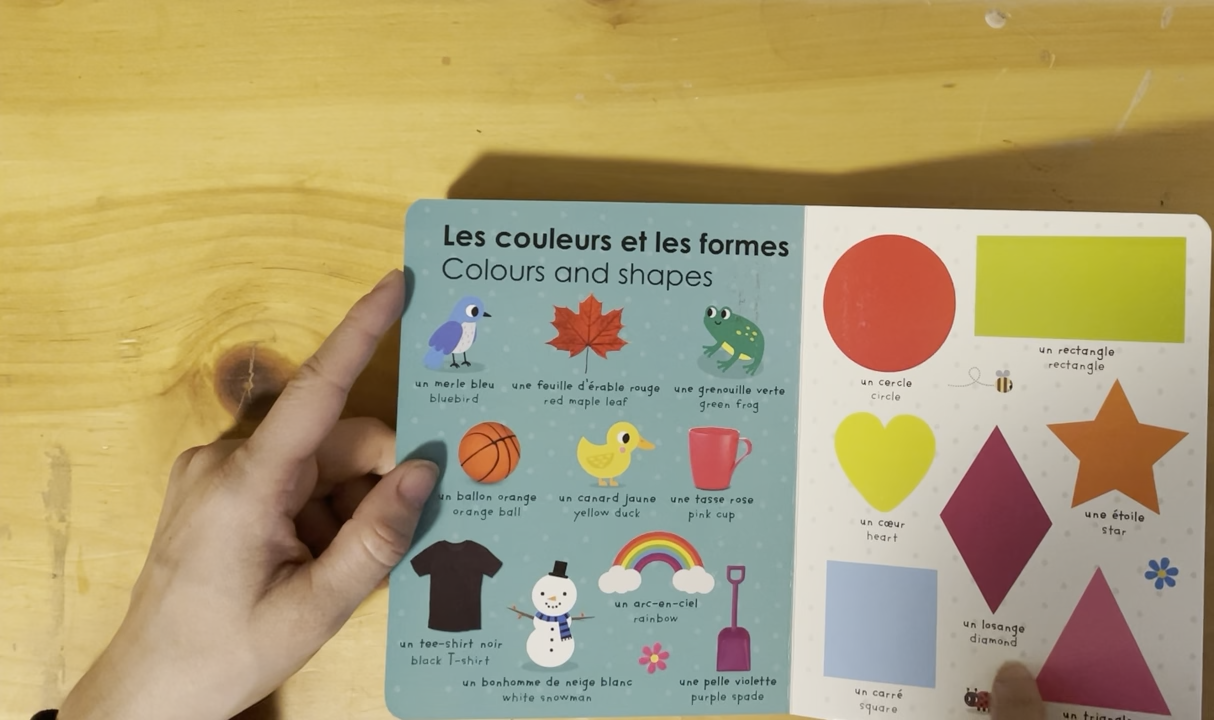 Les couleurs et les formes
Colours and shapes
un merle bleu
bluebird
une feuille d'érable rouge
red maple leaf
une grenouille verte
green frog
un ballon orange
orange ball
un canard jaune
yellow duck
une tasse rose
pink cup
un tee-shirt noir
black T-shirt
un bonhomme de neige blanc
white snowman
un arc-en-ciel
rainbow
une pelle violette
purple spade
un cercle
circle
un rectangle
rectangle
un cœur
heart
un losange
diamond
une étoile
star
un carré
square
un triangle